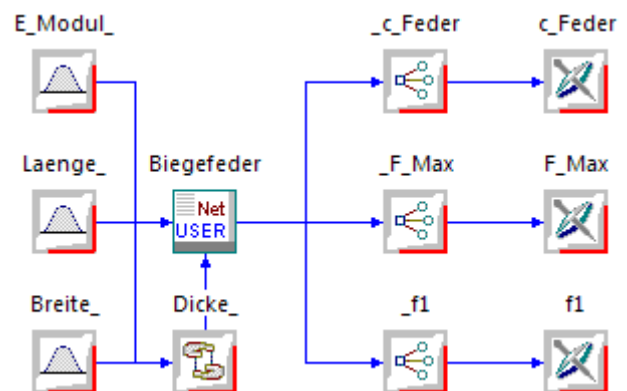 E_Modul_ _c_Feder c_Feder
Laenge_ Biegefeder _F_Max F_Max
Net
USER
Breite_ Dicke_ _f1 f1